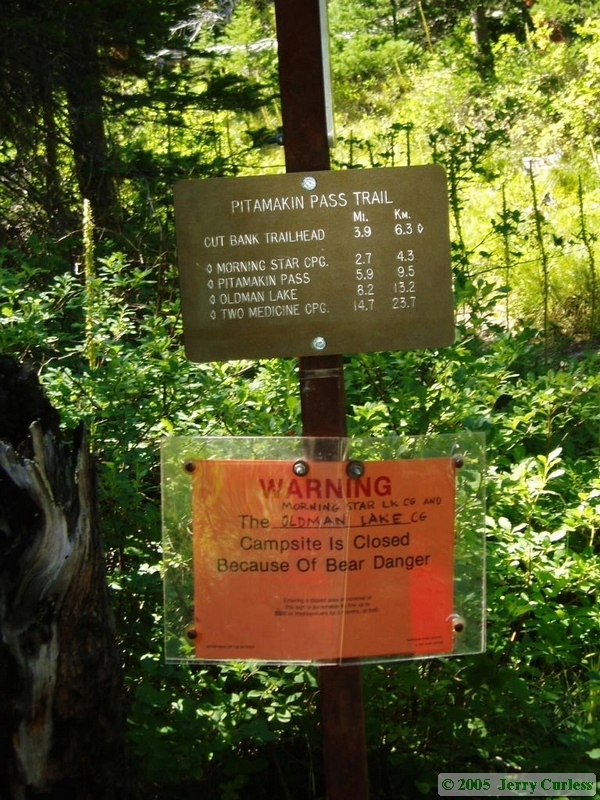 PITAMAKIN PASS TRAIL
MI. KM.
CUT BANK TRAILHEAD 3.9 6.3 ◊
◊ MORNING STAR CPG. 2.7 4.3
◊ PITAMAKIN PASS 5.9 9.5
◊ OLDMAN LAKE 8.2 13.2
◊ TWO MEDICINE CPG. 14.7 23.7
WARNING
MORNING STAR LK CG AND
The OLDMAN LAKE CG
Campsite Is Closed
Because Of Bear Danger
© 2005 Jerry Curless